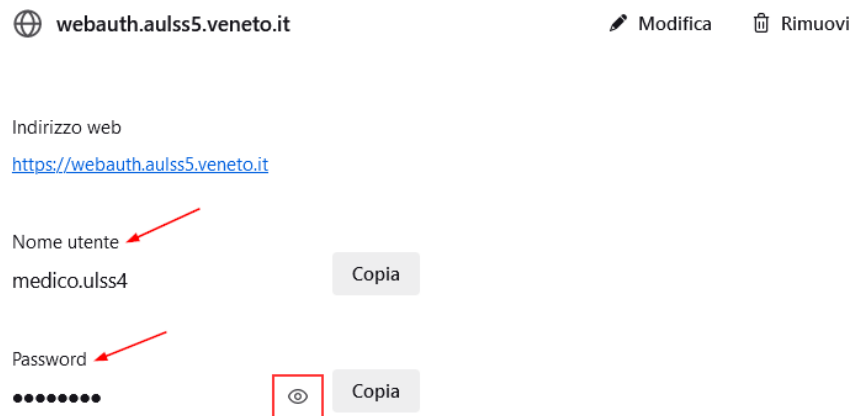 webauth.aulss5.veneto.it Modifica Rimuovi
Indirizzo web
https://webauth.aulss5.veneto.it
Nome utente
medico.ulss4 Copia
Password
●●●●●●●● Copia